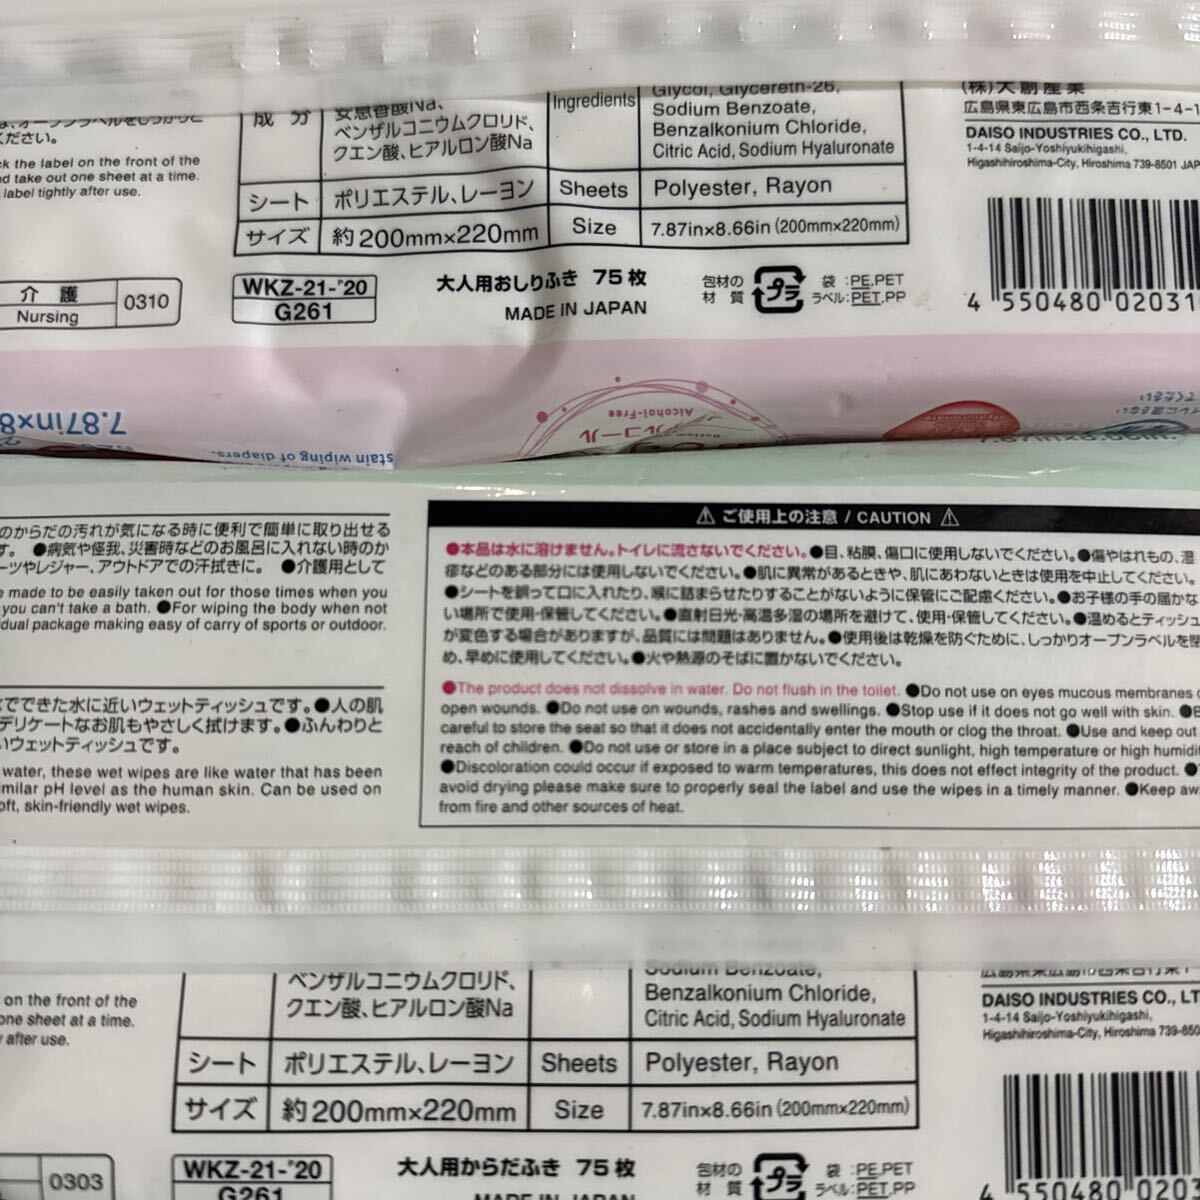 ください。
ck the label on the front of the
nd take out one sheet at a time.
label tightly after use.
成分
安息香酸Na、
ベンザルコニウムクロリド、
クエン酸、ヒアルロン酸Na
Ingredients
Glycol, Glycereth-26,
Sodium Benzoate,
Benzalkonium Chloride,
Citric Acid, Sodium Hyaluronate
シート ポリエステル、レーヨン Sheets Polyester, Rayon
サイズ 約200mm×220mm Size 7.87in×8.66in (200mm×220mm)
(株)大創産業
広島県東広島市西条吉行東1-4-1
DAISO INDUSTRIES CO., LTD.
1-4-14 Saijo-Yoshiyukihigashi,
Higashihiroshima-City, Hiroshima 739-8501 JAP
介護
Nursing
0310
WKZ-21-'20
G261
大人用おしりふき 75枚
MADE IN JAPAN
包材の
材質
プラ
袋:PE,PET
ラベル:PET,PP
4 550480 02031
7.87in×8
stain wiping of diapers.
アルコール
Alcohol-Free
のからだの汚れが気になる時に便利で簡単に取り出せる
す。 ●病気や怪我、災害時などのお風呂に入れない時のか
ーツやレジャー、アウトドアでの汗拭きに。 ●介護用として
e made to be easily taken out for those times when you
you can't take a bath. ●For wiping the body when not
idual package making easy of carry of sports or outdoor.
でできた水に近いウェットティッシュです。●人の肌
デリケートなお肌もやさしく拭けます。●ふんわりと
いウェットティッシュです。
water, these wet wipes are like water that has been
milar pH level as the human skin. Can be used on
oft, skin-friendly wet wipes.
⚠ ご使用上の注意 / CAUTION ⚠
●本品は水に溶けません。トイレに流さないでください。●目、粘膜、傷口に使用しないでください。●傷やはれもの、湿
疹などのある部分には使用しないでください。●肌に異常があるときや、肌にあわないときは使用を中止してください。
●シートを誤って口に入れたり、喉に詰まらせたりすることがないように保管にご配慮ください。●お子様の手の届かな
い場所で使用・保管してください。●直射日光・高温多湿の場所を避けて、使用・保管してください。●温めるとティッシュ
が変色する場合がありますが、品質には問題はありません。●使用後は乾燥を防ぐために、しっかりオープンラベルを閉
め、早めに使用してください。●火や熱源のそばに置かないでください。
●The product does not dissolve in water. Do not flush in the toilet. ●Do not use on eyes mucous membranes
open wounds. ●Do not use on wounds, rashes and swellings. ●Stop use if it does not go well with skin. ●B
careful to store the seat so that it does not accidentally enter the mouth or clog the throat. ●Use and keep out
reach of children. ●Do not use or store in a place subject to direct sunlight, high temperature or high humidi
●Discoloration could occur if exposed to warm temperatures, this does not effect integrity of the product. ●
avoid drying please make sure to properly seal the label and use the wipes in a timely manner. ●Keep aw
from fire and other sources of heat.
on the front of the
one sheet at a time.
after use.
ベンザルコニウムクロリド、
クエン酸、ヒアルロン酸Na
Sodium Benzoate,
Benzalkonium Chloride,
Citric Acid, Sodium Hyaluronate
シート ポリエステル、レーヨン Sheets Polyester, Rayon
サイズ 約200mm×220mm Size 7.87in×8.66in (200mm×220mm)
DAISO INDUSTRIES CO., LT
1-4-14 Saijo-Yoshiyukihigashi,
Higashihiroshima-City, Hiroshima 739-850
0303
WKZ-21-'20
G261
大人用からだふき 75枚
MADE IN JAPAN
包材の
材質
プラ
袋:PE,PET
ラベル:PET,PP
4 550480 0203